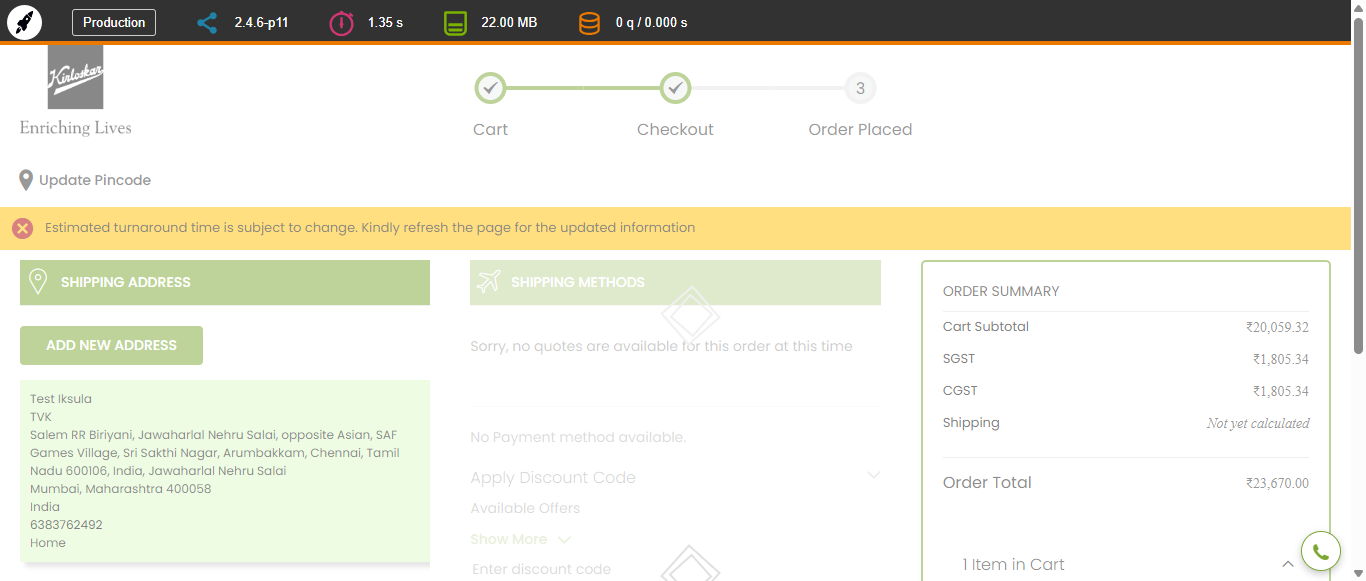 Production
2.4.6-p11
1.35 s
22.00 MB
0 q / 0.000 s
Kirloskar
Enriching Lives
3
Cart
Checkout
Order Placed
Update Pincode
Estimated turnaround time is subject to change. Kindly refresh the page for the updated information
SHIPPING ADDRESS
ADD NEW ADDRESS
Test Iksula
TVK
Salem RR Biriyani, Jawaharlal Nehru Salai, opposite Asian, SAF
Games Village, Sri Sakthi Nagar, Arumbakkam, Chennai, Tamil
Nadu 600106, India, Jawaharlal Nehru Salai
Mumbai, Maharashtra 400058
India
6383762492
Home
SHIPPING METHODS
Sorry, no quotes are available for this order at this time
No Payment method available.
Apply Discount Code
Available Offers
Show More
Enter discount code
ORDER SUMMARY
Cart Subtotal ₹20,059.32
SGST ₹1,805.34
CGST ₹1,805.34
Shipping Not yet calculated
Order Total ₹23,670.00
1 Item in Cart